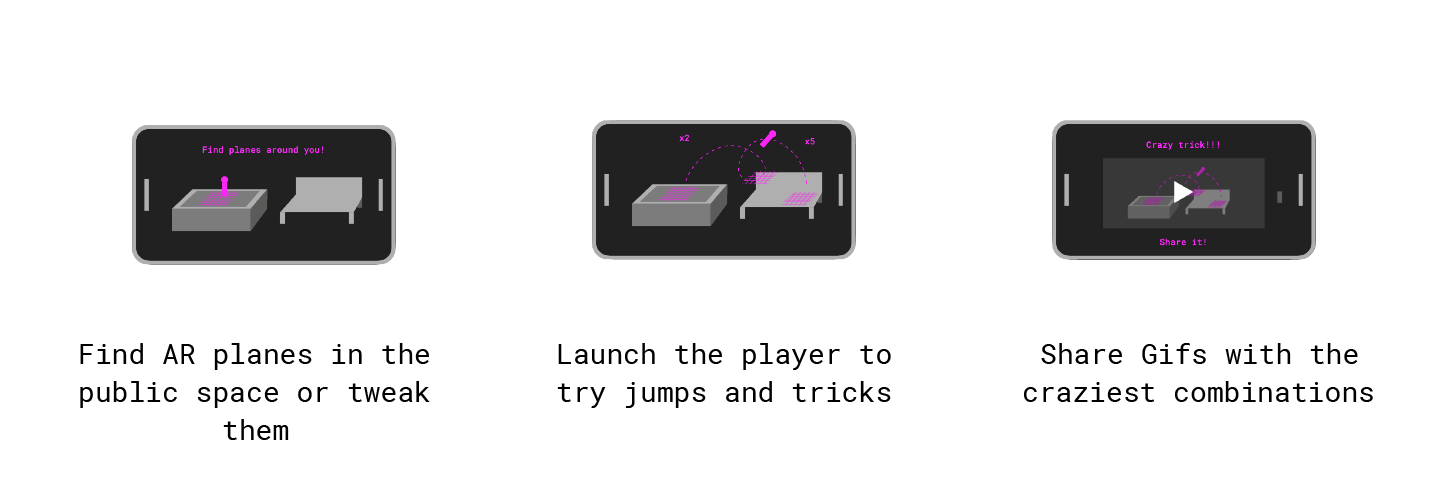 Find planes around you!
x2
x5
Crazy trick!!!
Share it!
Find AR planes in the
public space or tweak
them
Launch the player to
try jumps and tricks
Share Gifs with the
craziest combinations